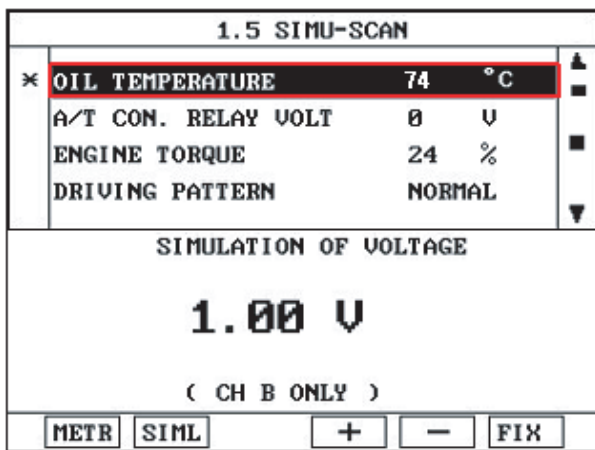 1.5 SIMU-SCAN
* OIL TEMPERATURE 74 °C
A/T CON. RELAY VOLT 0 V
ENGINE TORQUE 24 %
DRIVING PATTERN NORMAL
SIMULATION OF VOLTAGE
1.00 V
( CH B ONLY )
METR SIML + - FIX